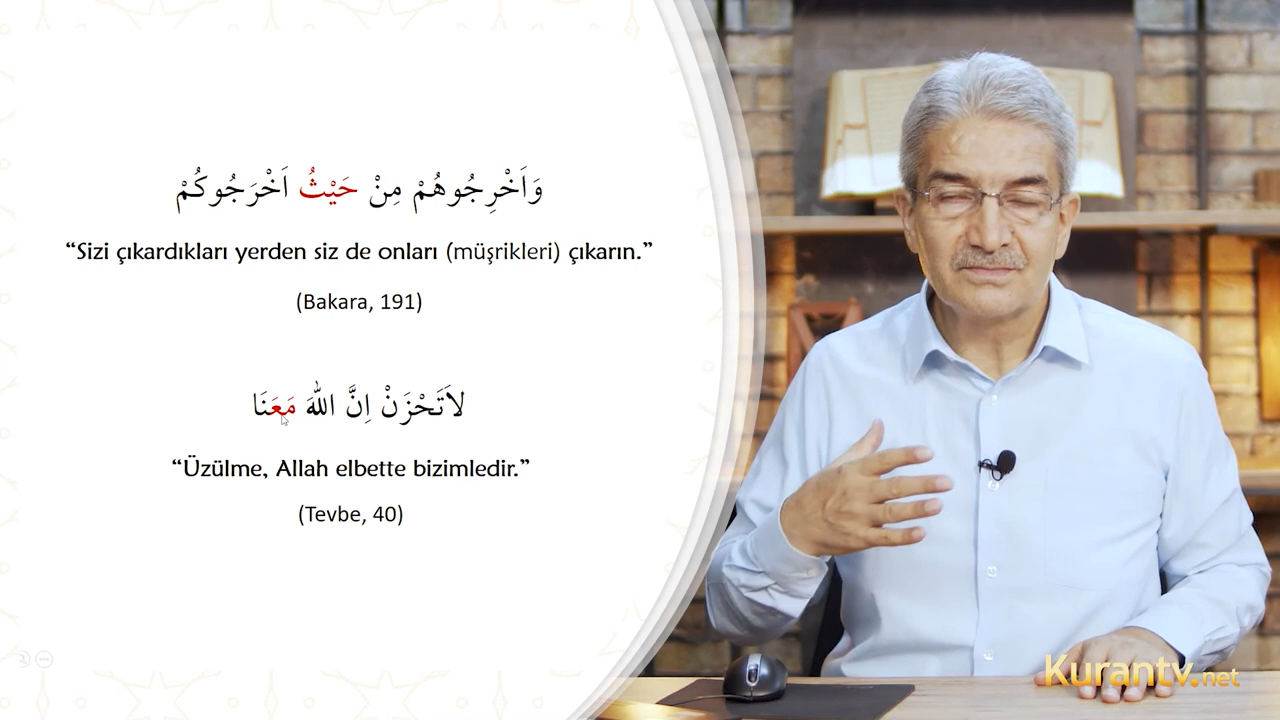 وَاَخْرِجُوهُمْ مِنْ حَيْثُ اَخْرَجُوكُمْ
“Sizi çıkardıkları yerden siz de onları (müşrikleri) çıkarın.”
(Bakara, 191)
لاَتَحْزَنْ اِنَّ اللّٰهَ مَعَنَا
“Üzülme, Allah elbette bizimledir.”
(Tevbe, 40)
Kurantv.net